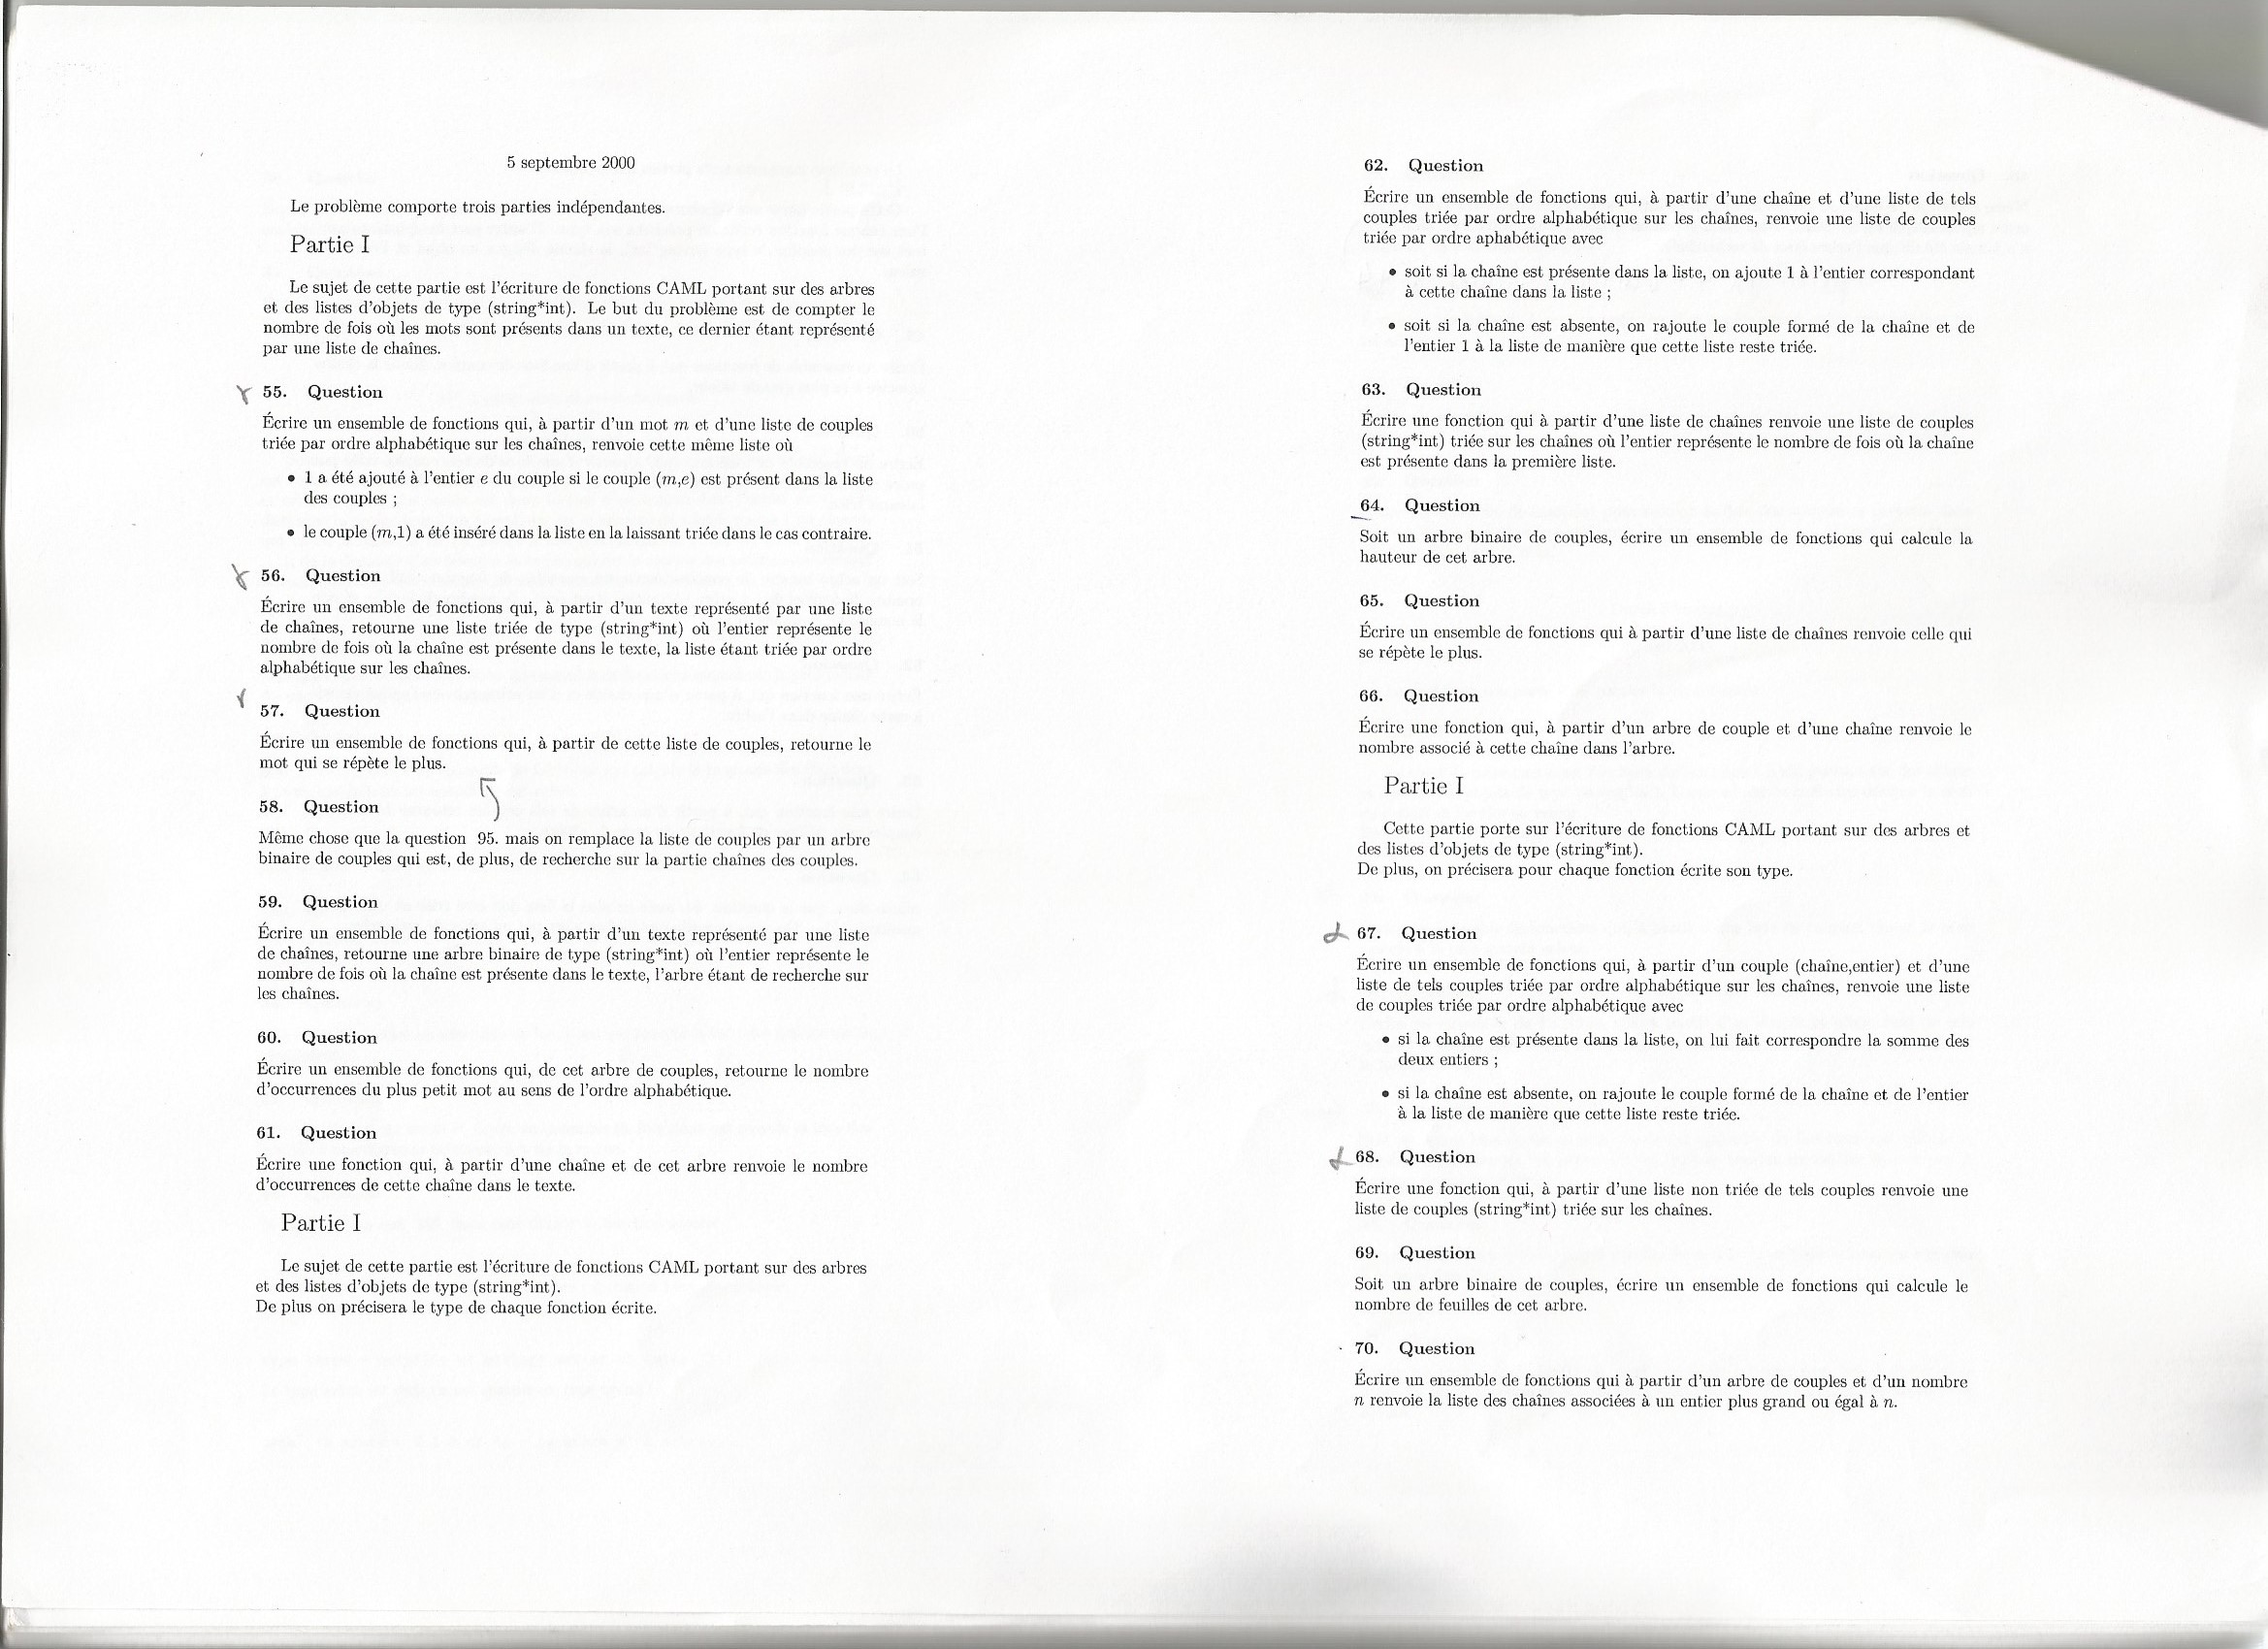 5 septembre 2000
Le problème comporte trois parties indépendantes.
Partie I
Le sujet de cette partie est l'écriture de fonctions CAML portant sur des arbres
et des listes d'objets de type (string*int). Le but du problème est de compter le
nombre de fois où les mots sont présents dans un texte, ce dernier étant représenté
par une liste de chaînes.
55. Question
Écrire un ensemble de fonctions qui, à partir d'un mot m et d'une liste de couples
triée par ordre alphabétique sur les chaînes, renvoie cette même liste où
• 1 a été ajouté à l'entier e du couple si le couple (m,e) est présent dans la liste
des couples ;
• le couple (m,1) a été inséré dans la liste en la laissant triée dans le cas contraire.
56. Question
Écrire un ensemble de fonctions qui, à partir d'un texte représenté par une liste
de chaînes, retourne une liste triée de type (string*int) où l'entier représente le
nombre de fois où la chaîne est présente dans le texte, la liste étant triée par ordre
alphabétique sur les chaînes.
57. Question
Écrire un ensemble de fonctions qui, à partir de cette liste de couples, retourne le
mot qui se répète le plus.
58. Question
Même chose que la question 95. mais on remplace la liste de couples par un arbre
binaire de couples qui est, de plus, de recherche sur la partie chaînes des couples.
59. Question
Écrire un ensemble de fonctions qui, à partir d'un texte représenté par une liste
de chaînes, retourne une arbre binaire de type (string*int) où l'entier représente le
nombre de fois où la chaîne est présente dans le texte, l'arbre étant de recherche sur
les chaînes.
60. Question
Écrire un ensemble de fonctions qui, de cet arbre de couples, retourne le nombre
d'occurrences du plus petit mot au sens de l'ordre alphabétique.
61. Question
Écrire une fonction qui, à partir d'une chaîne et de cet arbre renvoie le nombre
d'occurrences de cette chaîne dans le texte.
Partie I
Le sujet de cette partie est l'écriture de fonctions CAML portant sur des arbres
et des listes d'objets de type (string*int).
De plus on précisera le type de chaque fonction écrite.
62. Question
Écrire un ensemble de fonctions qui, à partir d'une chaîne et d'une liste de tels
couples triée par ordre alphabétique sur les chaînes, renvoie une liste de couples
triée par ordre aphabétique avec
• soit si la chaîne est présente dans la liste, on ajoute 1 à l'entier correspondant
à cette chaîne dans la liste ;
• soit si la chaîne est absente, on rajoute le couple formé de la chaîne et de
l'entier 1 à la liste de manière que cette liste reste triée.
63. Question
Écrire une fonction qui à partir d'une liste de chaînes renvoie une liste de couples
(string*int) triée sur les chaînes où l'entier représente le nombre de fois où la chaîne
est présente dans la première liste.
64. Question
Soit un arbre binaire de couples, écrire un ensemble de fonctions qui calcule la
hauteur de cet arbre.
65. Question
Écrire un ensemble de fonctions qui à partir d'une liste de chaînes renvoie celle qui
se répète le plus.
66. Question
Écrire une fonction qui, à partir d'un arbre de couple et d'une chaîne renvoie le
nombre associé à cette chaîne dans l'arbre.
Partie I
Cette partie porte sur l'écriture de fonctions CAML portant sur des arbres et
des listes d'objets de type (string*int).
De plus, on précisera pour chaque fonction écrite son type.
67. Question
Écrire un ensemble de fonctions qui, à partir d'un couple (chaîne,entier) et d'une
liste de tels couples triée par ordre alphabétique sur les chaînes, renvoie une liste
de couples triée par ordre alphabétique avec
• si la chaîne est présente dans la liste, on lui fait correspondre la somme des
deux entiers ;
• si la chaîne est absente, on rajoute le couple formé de la chaîne et de l'entier
à la liste de manière que cette liste reste triée.
68. Question
Écrire une fonction qui, à partir d'une liste non triée de tels couples renvoie une
liste de couples (string*int) triée sur les chaînes.
69. Question
Soit un arbre binaire de couples, écrire un ensemble de fonctions qui calcule le
nombre de feuilles de cet arbre.
70. Question
Écrire un ensemble de fonctions qui à partir d'un arbre de couples et d'un nombre
n renvoie la liste des chaînes associées à un entier plus grand ou égal à n.